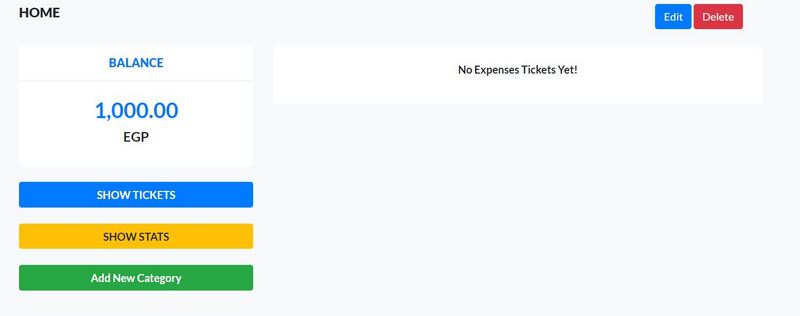 HOME
Edit
Delete
BALANCE
1,000.00
EGP
SHOW TICKETS
SHOW STATS
Add New Category
No Expenses Tickets Yet!